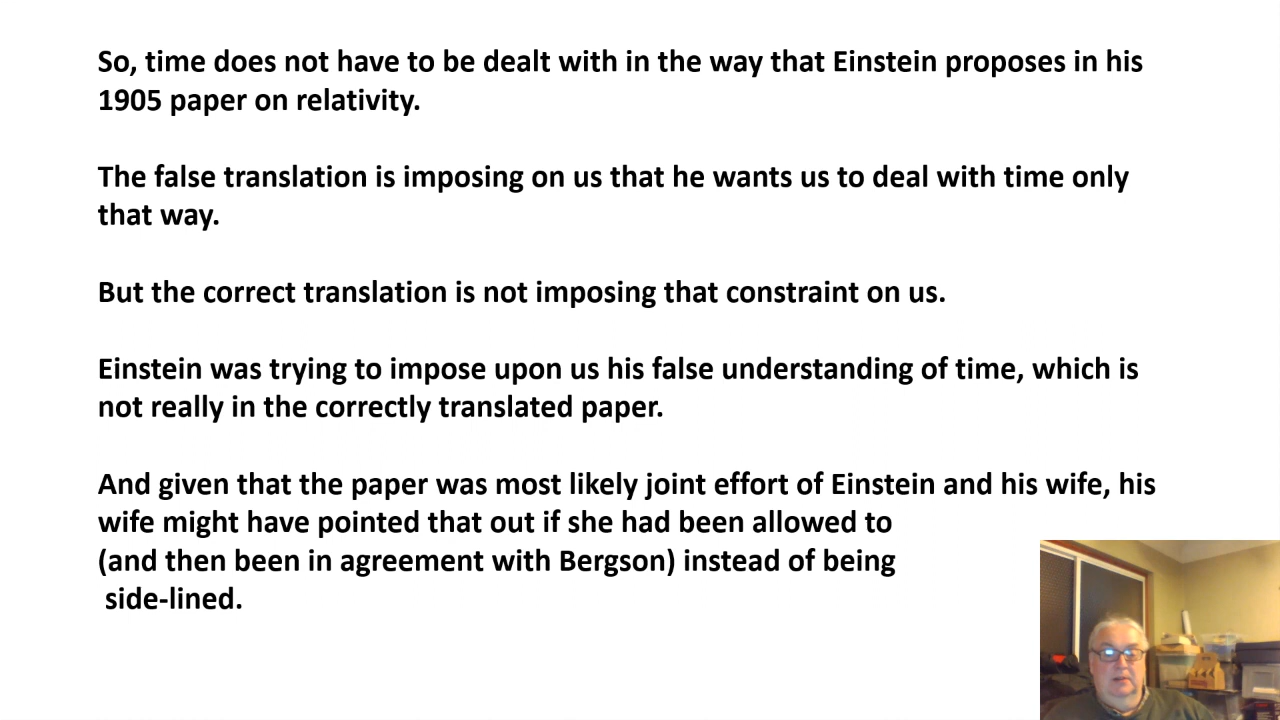 So, time does not have to be dealt with in the way that Einstein proposes in his
1905 paper on relativity.
The false translation is imposing on us that he wants us to deal with time only
that way.
But the correct translation is not imposing that constraint on us.
Einstein was trying to impose upon us his false understanding of time, which is
not really in the correctly translated paper.
And given that the paper was most likely joint effort of Einstein and his wife, his
wife might have pointed that out if she had been allowed to
(and then been in agreement with Bergson) instead of being
side-lined.